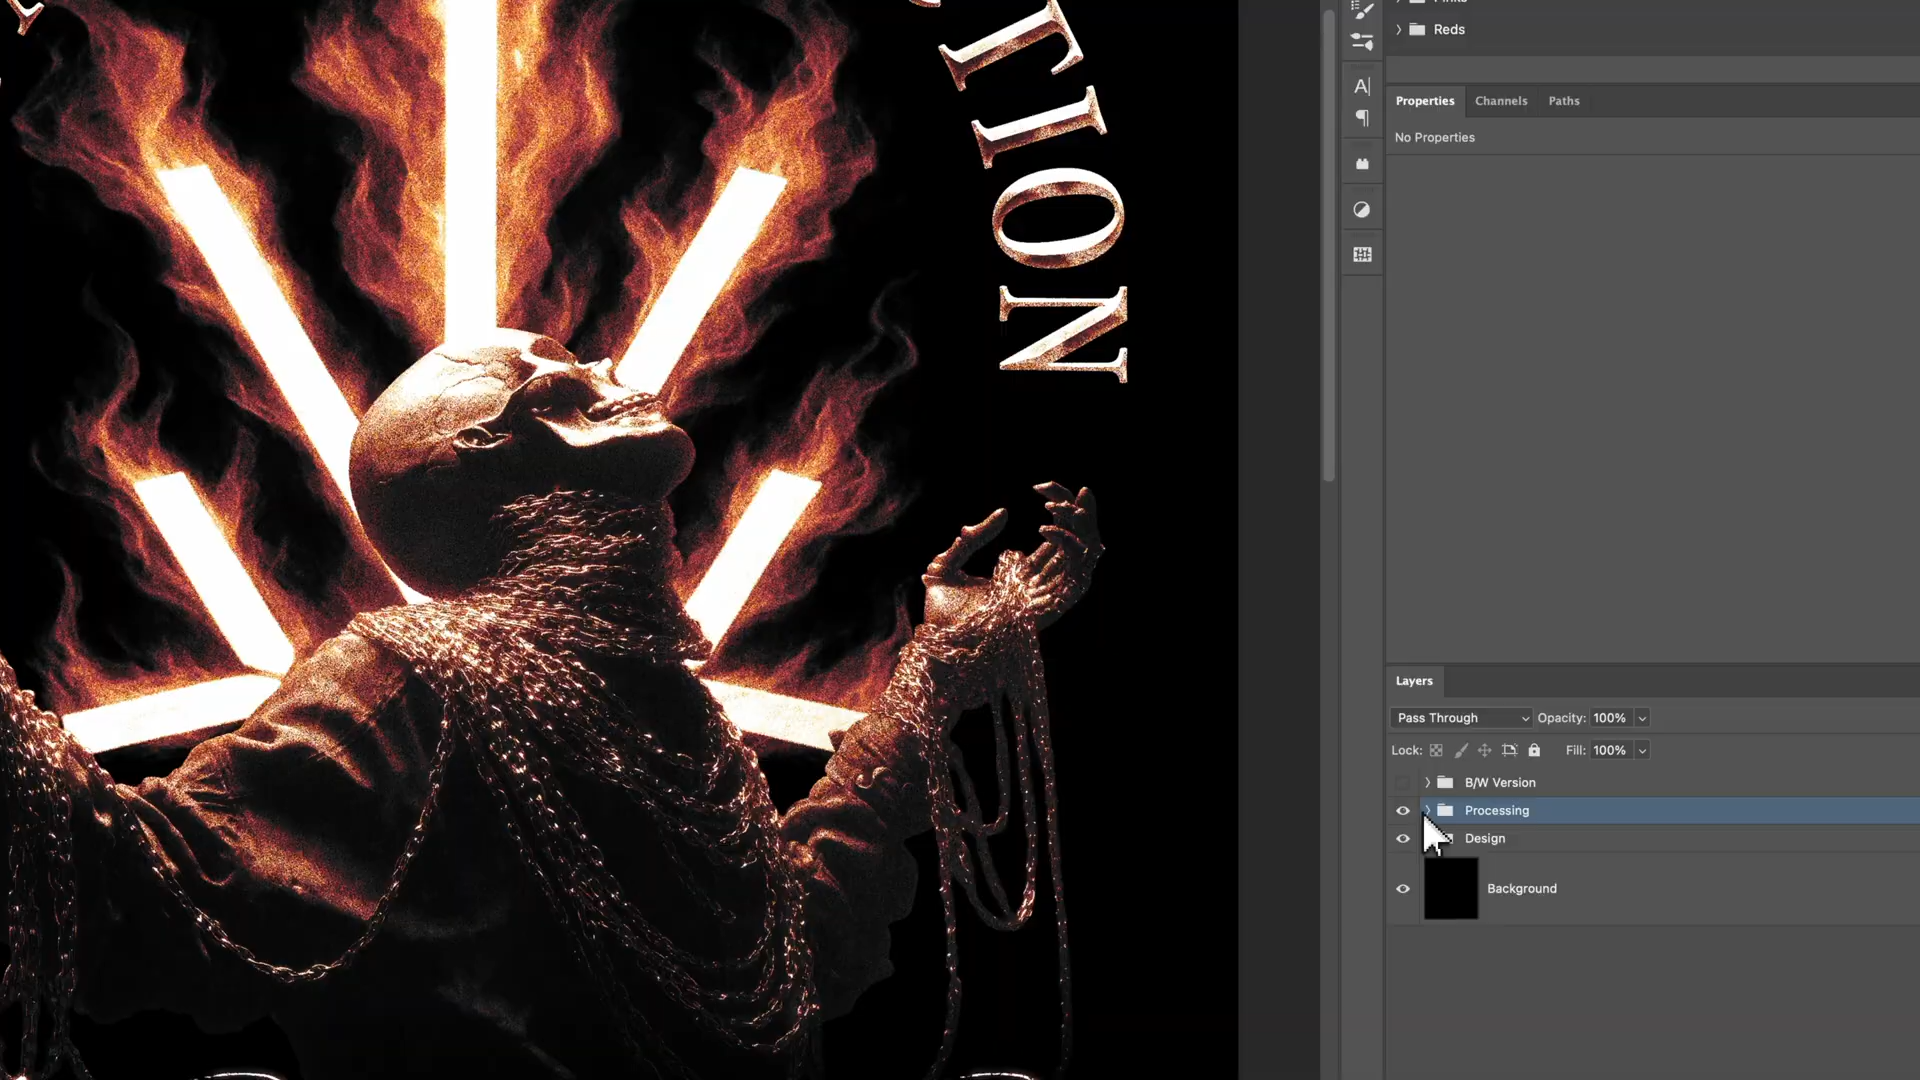 TION
Reds
Properties
Channels
Paths
No Properties
Layers
Pass Through
Opacity: 100%
Lock:
Fill: 100%
B/W Version
Processing
Design
Background